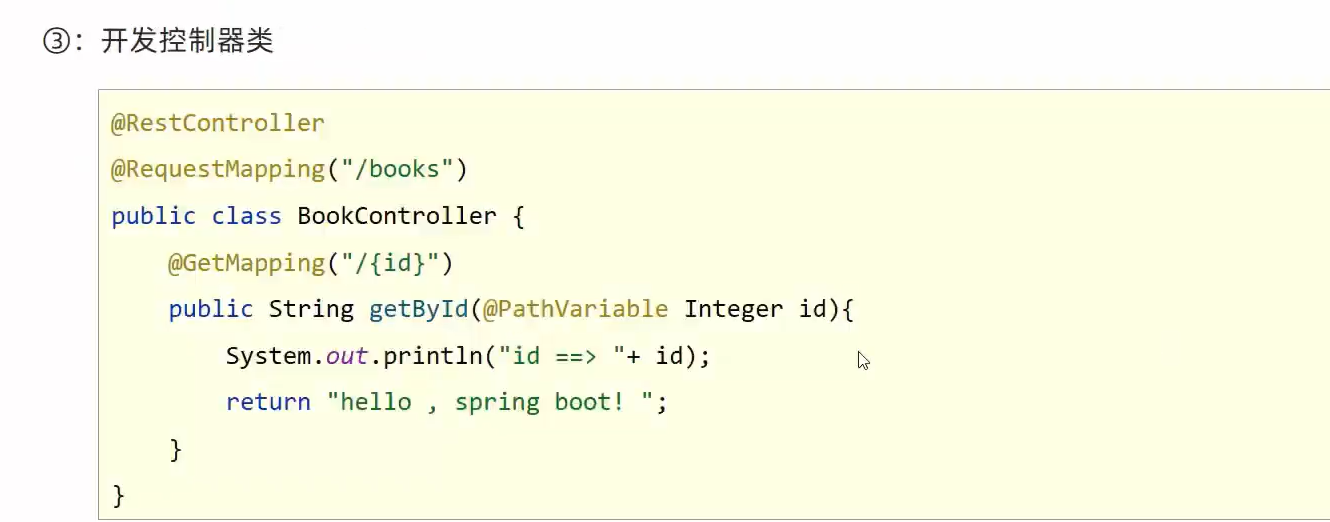 ③：开发控制器类
@RestController
@RequestMapping("/books")
public class BookController {
    @GetMapping("/{id}")
    public String getById(@PathVariable Integer id){
        System.out.println("id ==> "+ id);
        return "hello , spring boot! ";
    }
}